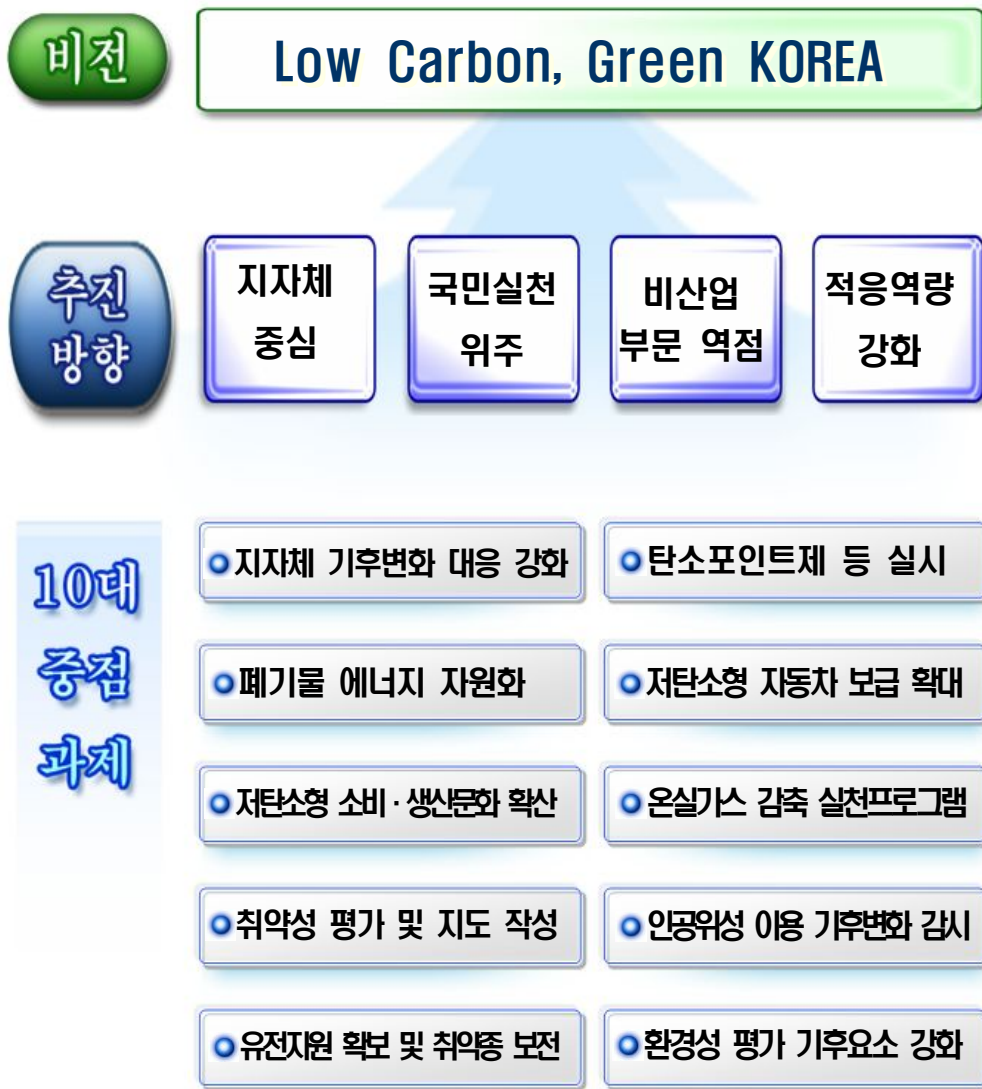 비전
Low Carbon, Green KOREA
추진
방향
지자체
중심
국민실천
위주
비산업
부문 역점
적응역량
강화
10대
중점
과제
지자체 기후변화 대응 강화
탄소포인트제 등 실시
폐기물 에너지 자원화
저탄소형 자동차 보급 확대
저탄소형 소비·생산문화 확산
온실가스 감축 실천프로그램
취약성 평가 및 지도 작성
인공위성 이용 기후변화 감시
유전자원 확보 및 취약종 보전
환경성 평가 기후요소 강화